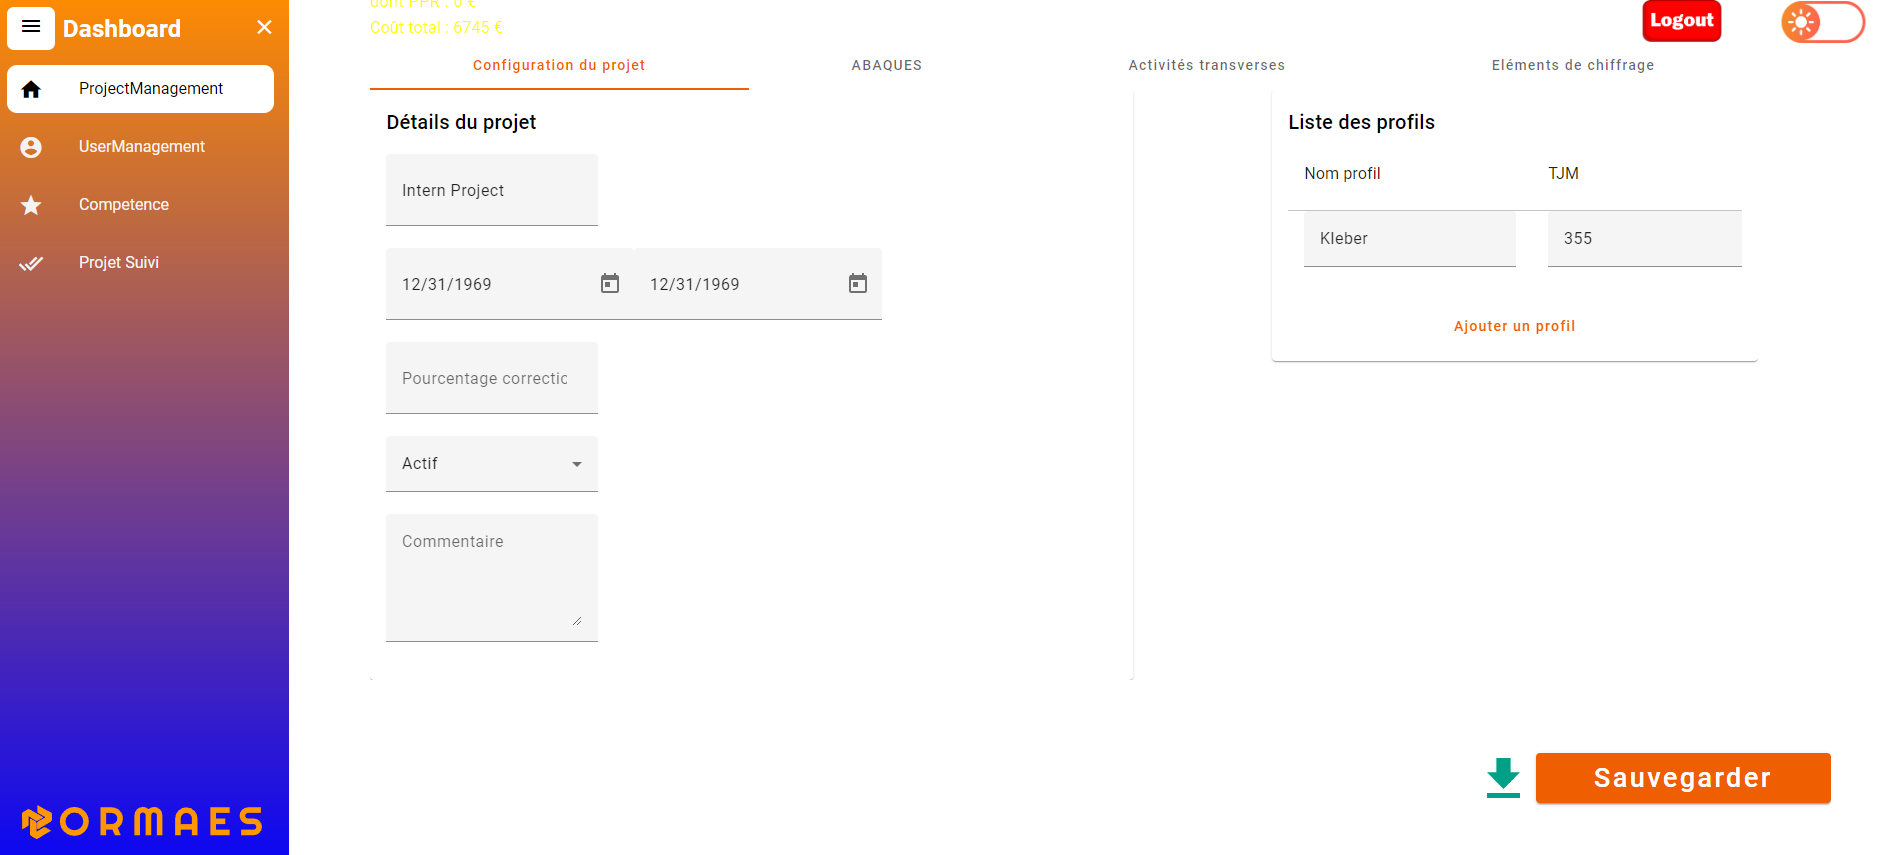 Dashboard
ProjectManagement
UserManagement
Competence
Projet Suivi
ORMAES
dont PPR : 0 €
Coût total : 6745 €
Logout
Configuration du projet
ABAQUES
Activités transverses
Eléments de chiffrage
Détails du projet
Intern Project
12/31/1969
12/31/1969
Pourcentage correctio
Actif
Commentaire
Liste des profils
Nom profil
TJM
Kleber
355
Ajouter un profil
Sauvegarder